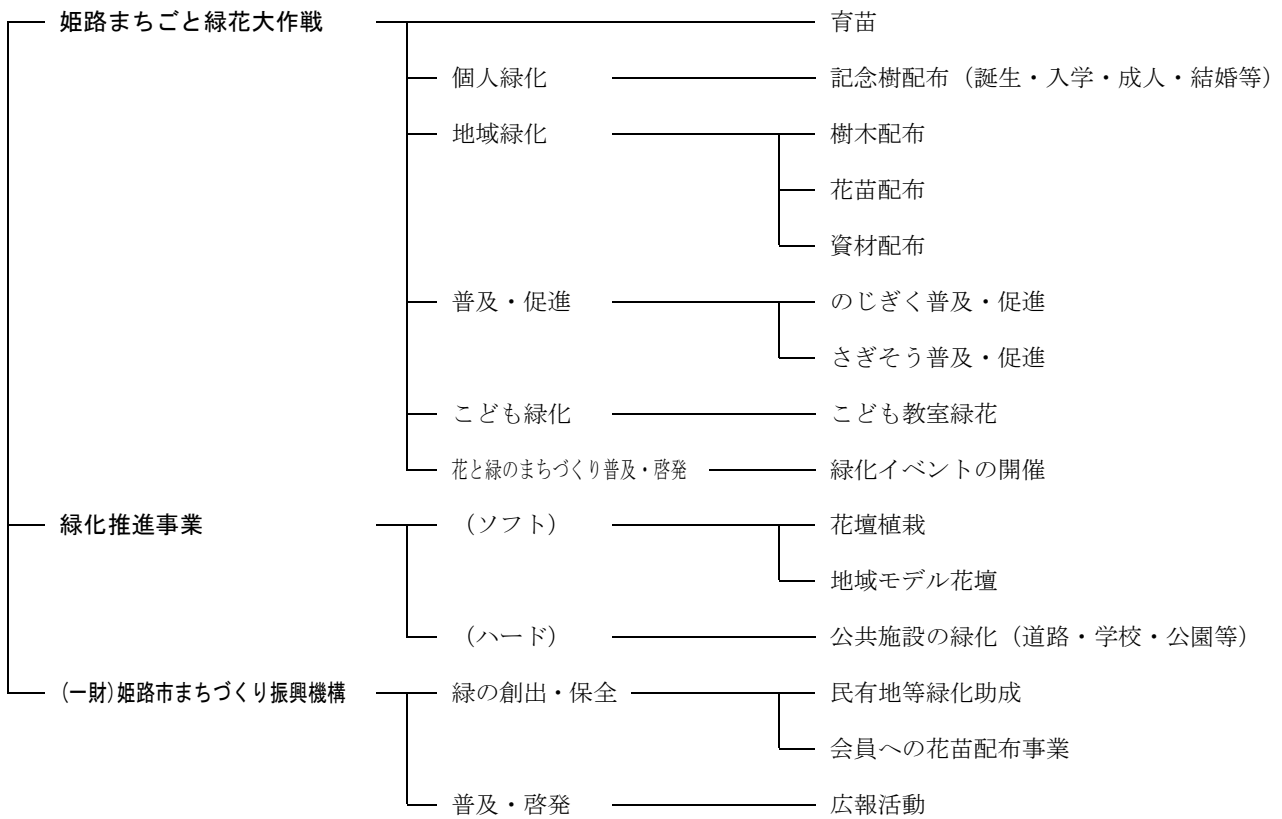 姫路まちごと緑花大作戦 育苗
個人緑化 記念樹配布（誕生・入学・成人・結婚等）
地域緑化 樹木配布
花苗配布
資材配布
普及・促進 のじぎく普及・促進
さぎそう普及・促進
こども緑化 こども教室緑花
花と緑のまちづくり普及・啓発 緑化イベントの開催
緑化推進事業 （ソフト） 花壇植栽
地域モデル花壇
（ハード） 公共施設の緑化（道路・学校・公園等）
(一財)姫路市まちづくり振興機構 緑の創出・保全 民有地等緑化助成
会員への花苗配布事業
普及・啓発 広報活動